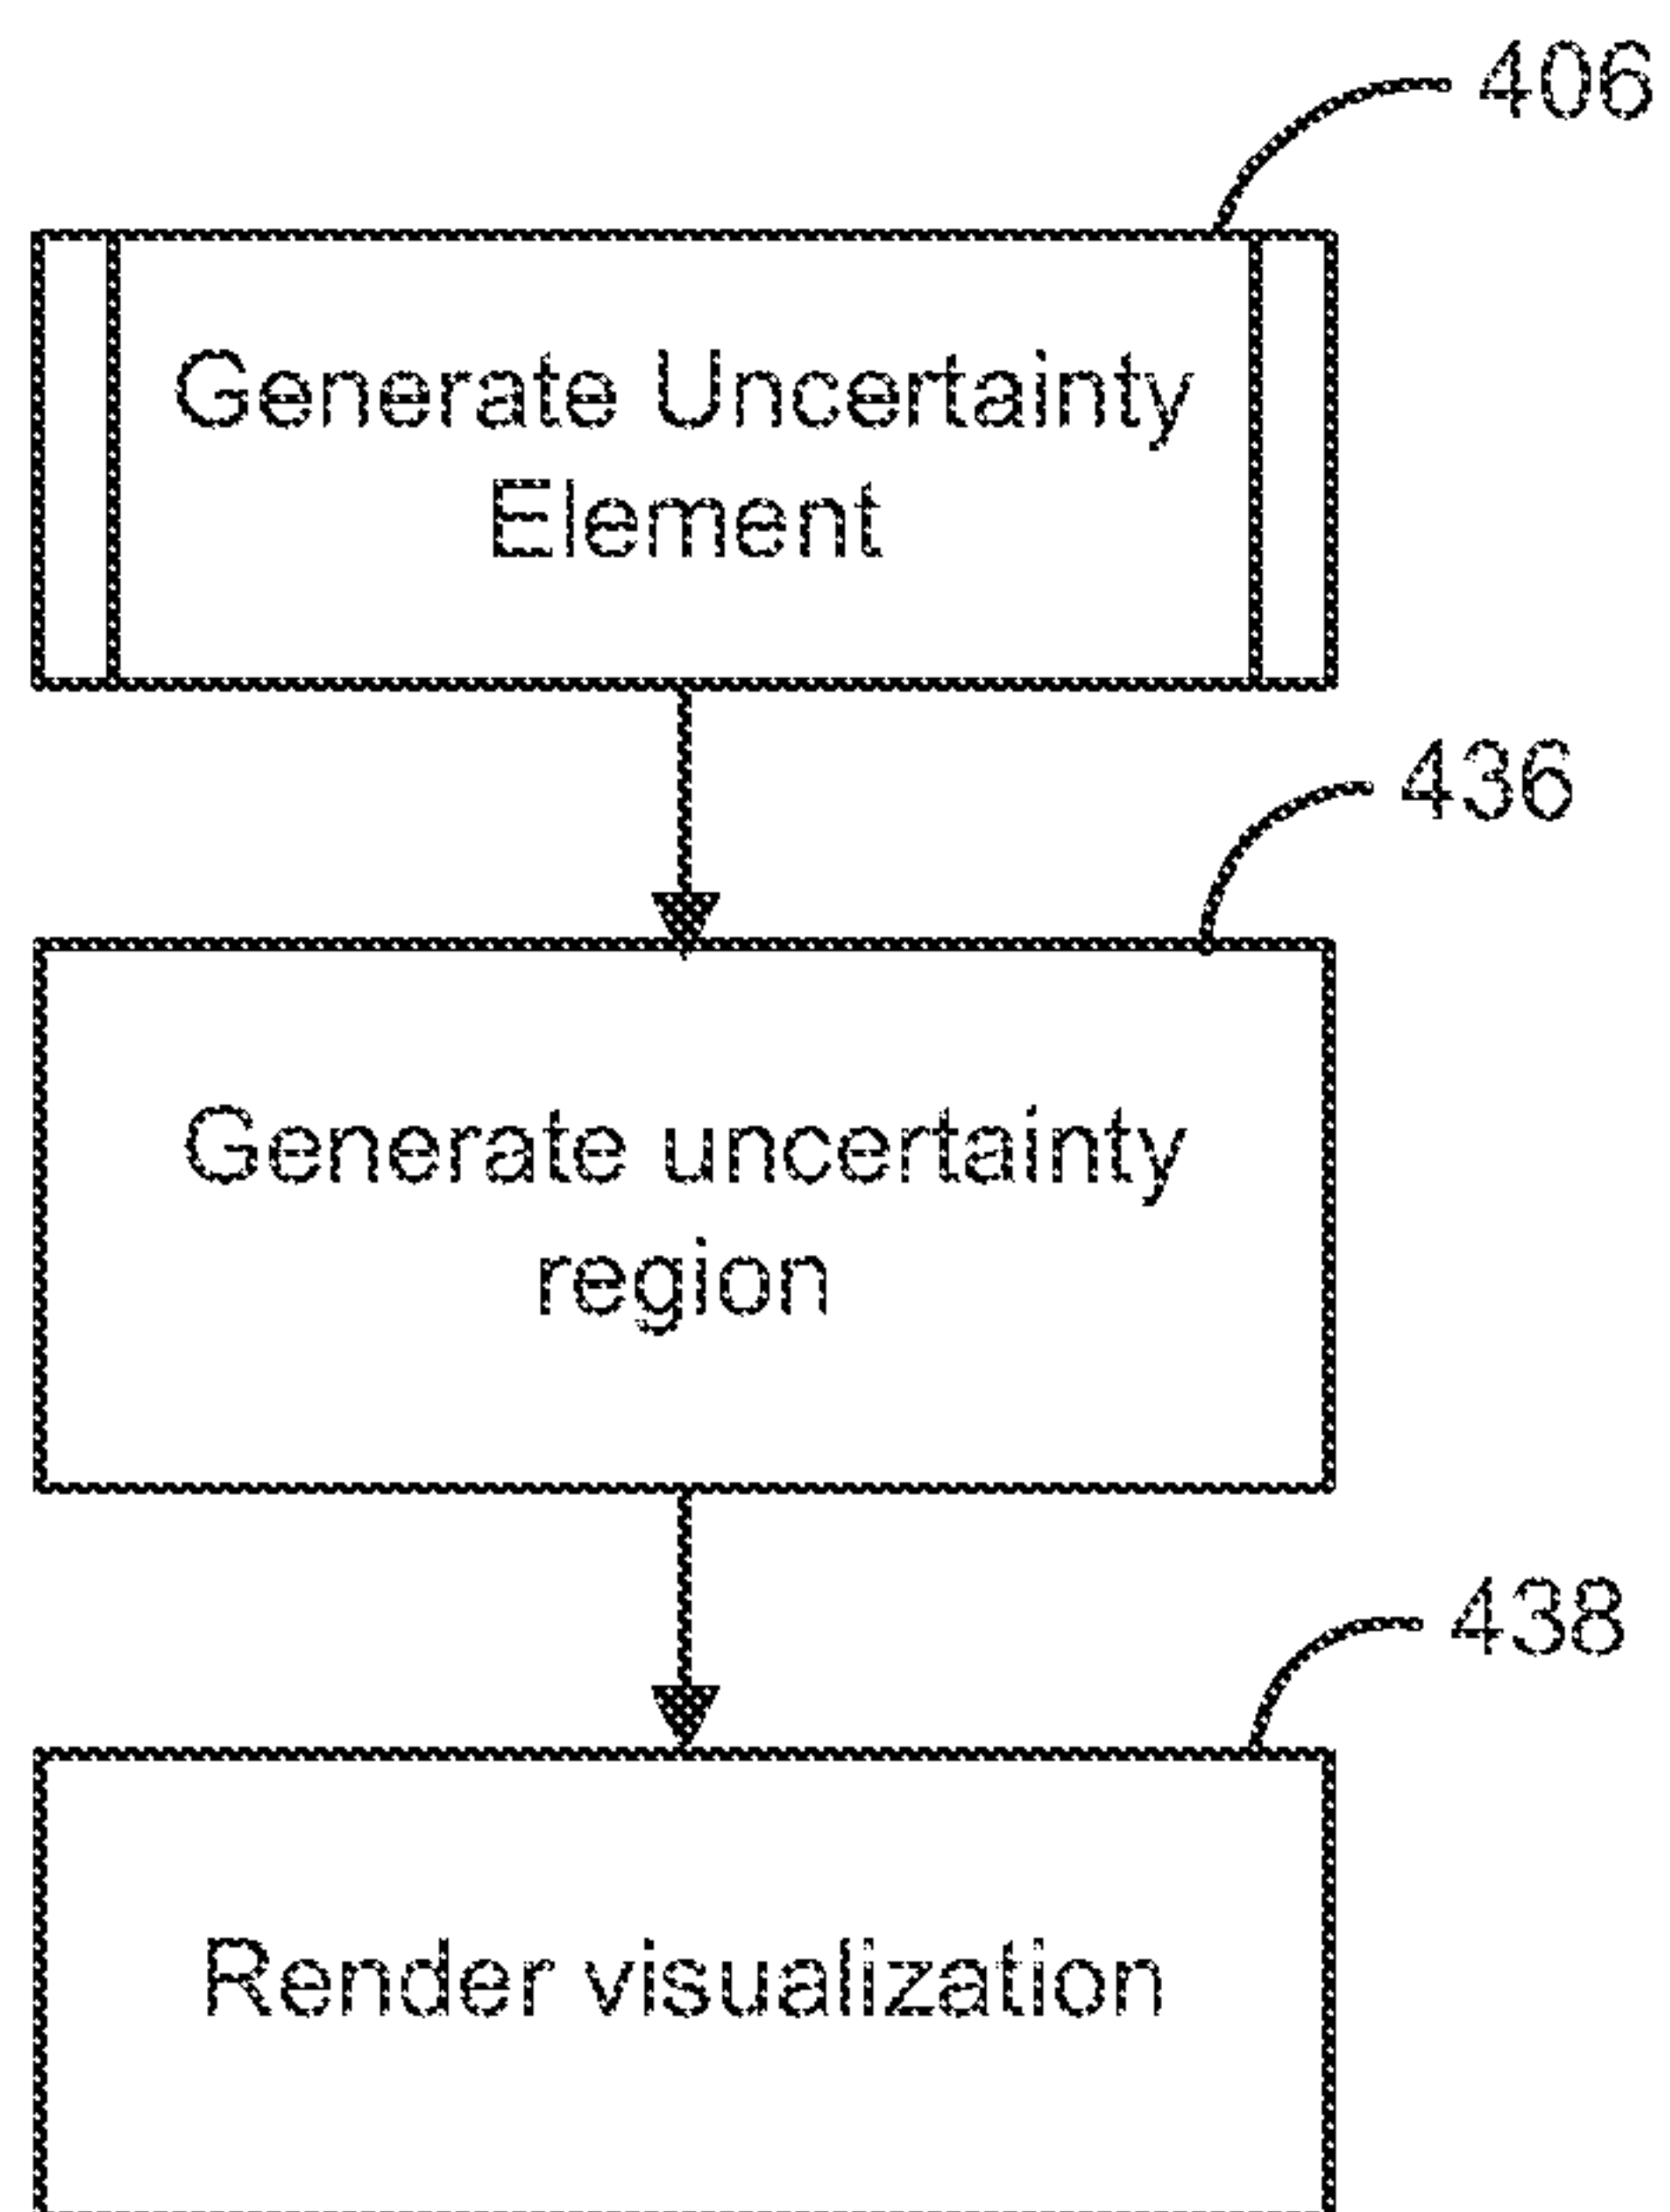 406
Generate Uncertainty
Element
436
Generate uncertainty
region
438
Render visualization